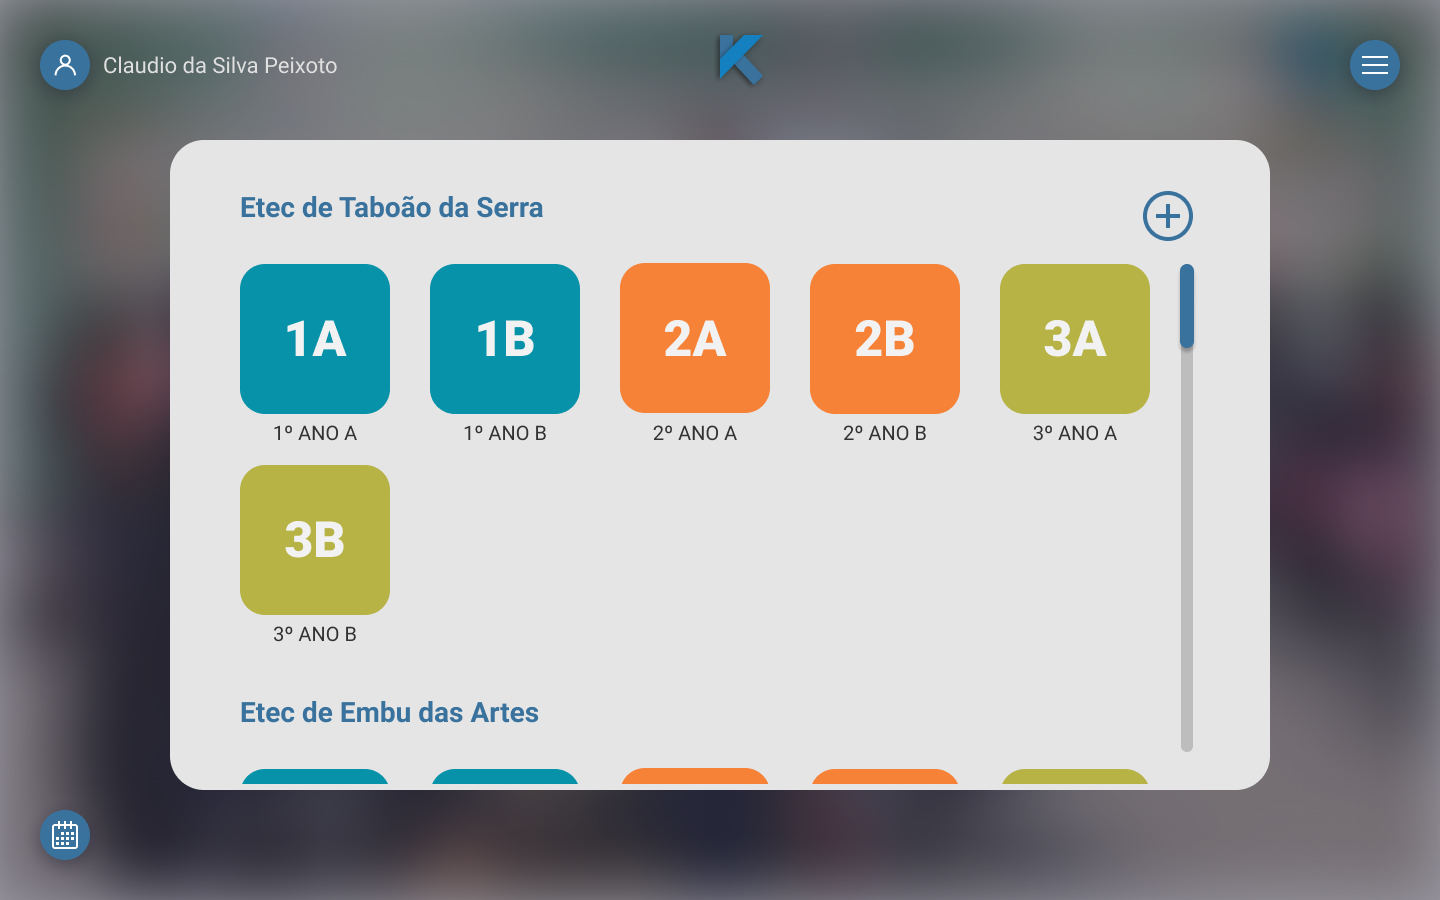 Claudio da Silva Peixoto
Etec de Taboão da Serra
1A 1B 2A 2B 3A
1º ANO A 1º ANO B 2º ANO A 2º ANO B 3º ANO A
3B
3º ANO B
Etec de Embu das Artes